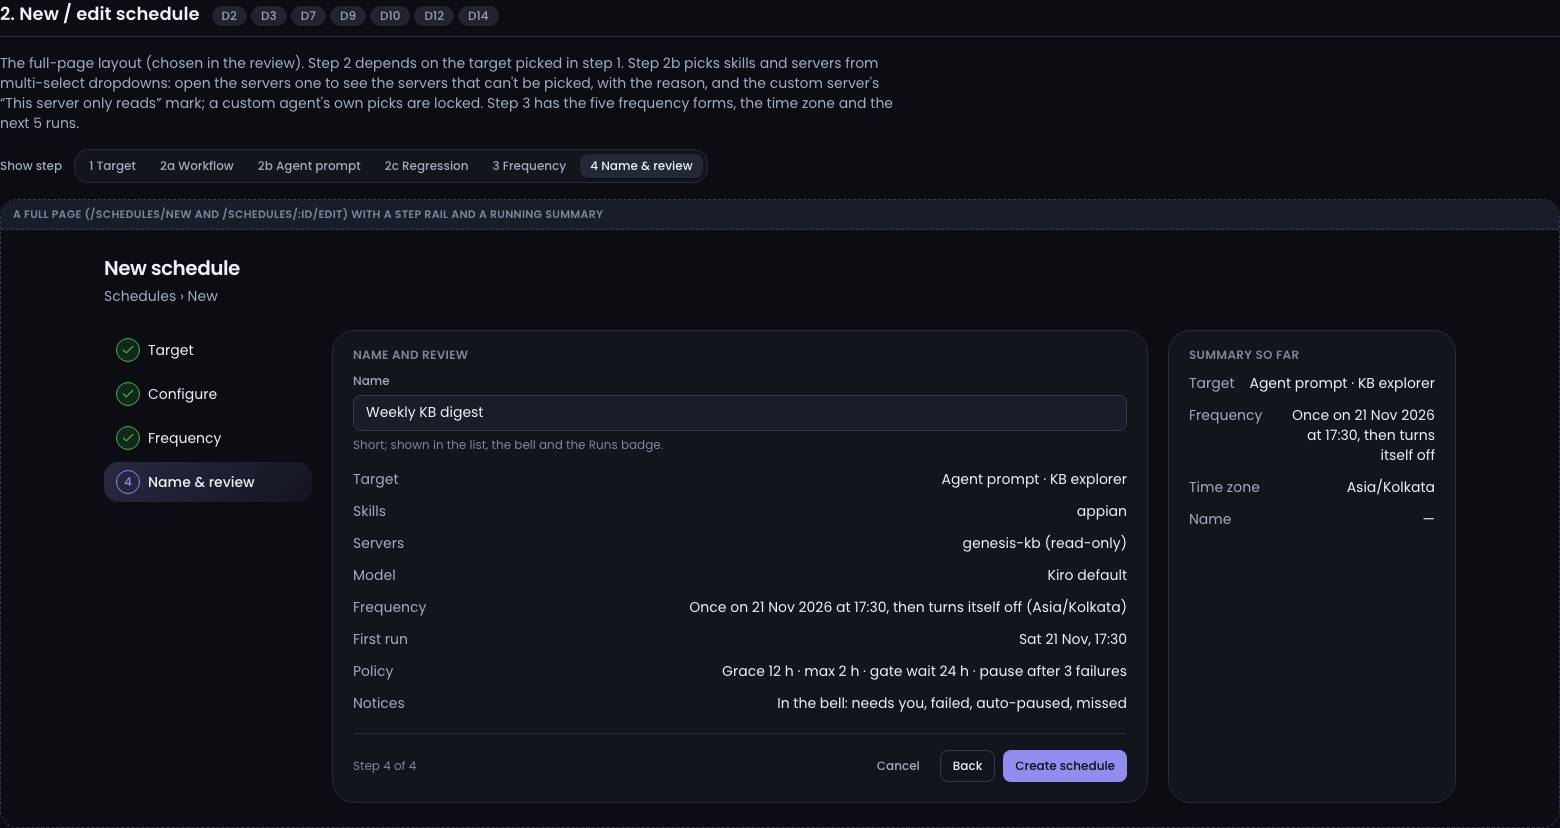 2. New / edit schedule D2 D3 D7 D9 D10 D12 D14
The full-page layout (chosen in the review). Step 2 depends on the target picked in step 1. Step 2b picks skills and servers from
multi-select dropdowns: open the servers one to see the servers that can't be picked, with the reason, and the custom server's
“This server only reads” mark; a custom agent's own picks are locked. Step 3 has the five frequency forms, the time zone and the
next 5 runs.
Show step 1 Target 2a Workflow 2b Agent prompt 2c Regression 3 Frequency 4 Name & review
A FULL PAGE (/SCHEDULES/NEW AND /SCHEDULES/:ID/EDIT) WITH A STEP RAIL AND A RUNNING SUMMARY
New schedule
Schedules › New
Target
Configure
Frequency
4 Name & review
NAME AND REVIEW
Name
Weekly KB digest
Short; shown in the list, the bell and the Runs badge.
Target Agent prompt · KB explorer
Skills appian
Servers genesis-kb (read-only)
Model Kiro default
Frequency Once on 21 Nov 2026 at 17:30, then turns itself off (Asia/Kolkata)
First run Sat 21 Nov, 17:30
Policy Grace 12 h · max 2 h · gate wait 24 h · pause after 3 failures
Notices In the bell: needs you, failed, auto-paused, missed
Step 4 of 4 Cancel Back Create schedule
SUMMARY SO FAR
Target Agent prompt · KB explorer
Frequency Once on 21 Nov 2026
at 17:30, then turns
itself off
Time zone Asia/Kolkata
Name —